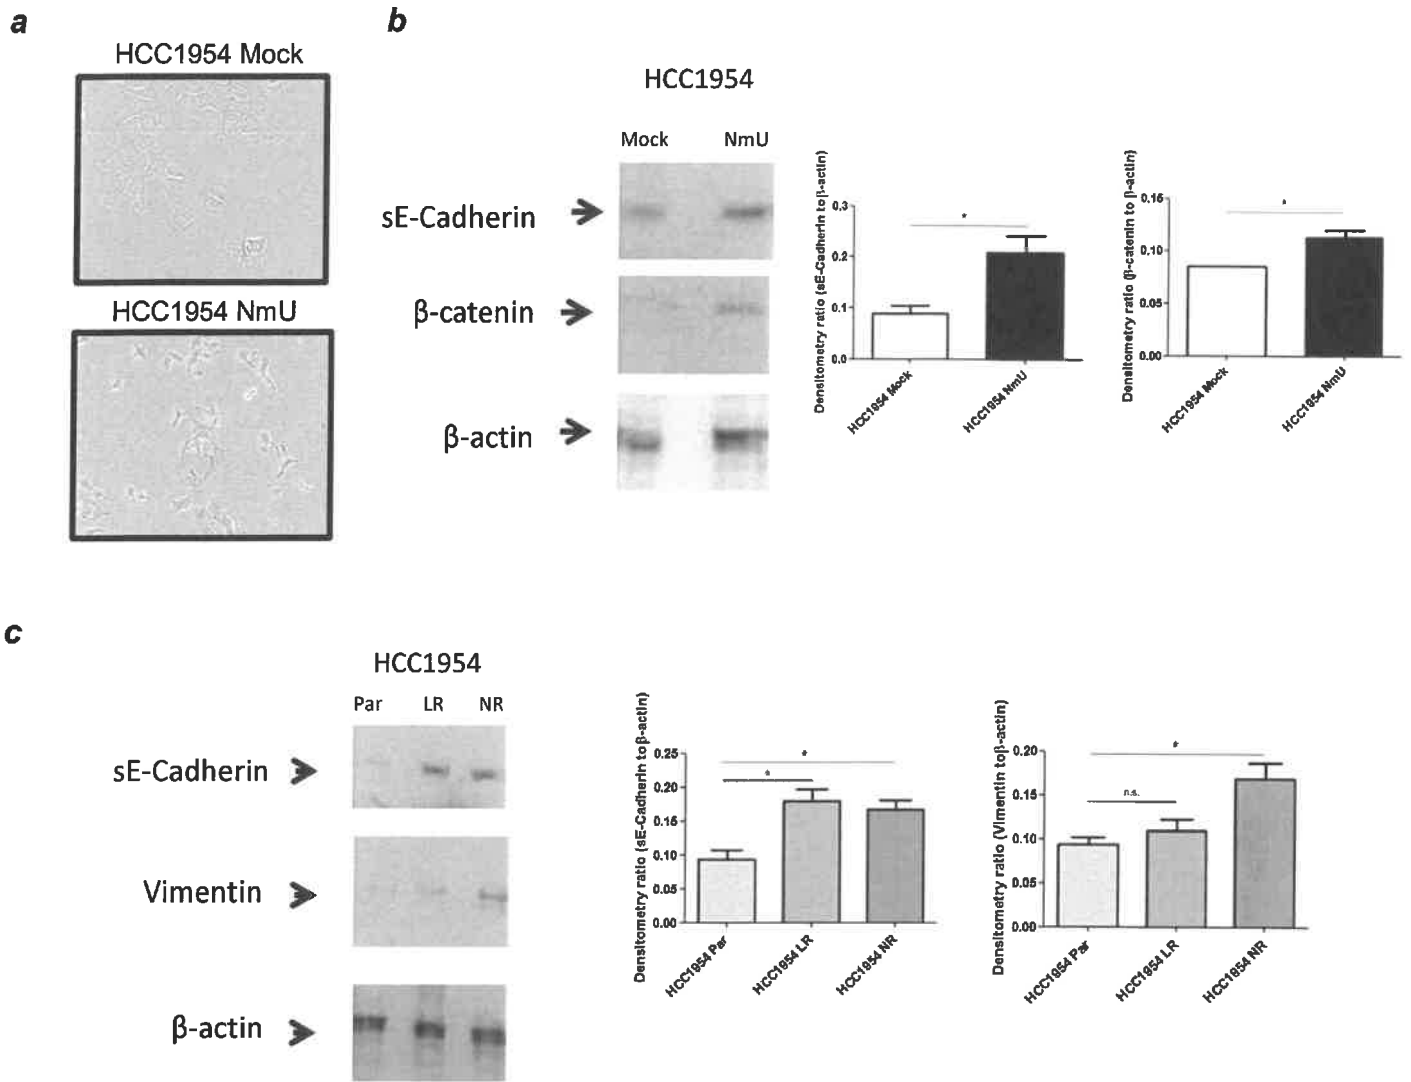 a
HCC1954 Mock
HCC1954 NmU
b
HCC1954
Mock NmU
sE-Cadherin
β-catenin
β-actin
Densitometry ratio (sE-Cadherin to β-actin)
0.3
0.2
0.1
0.0
*
HCC1954 Mock
HCC1954 NmU
Densitometry ratio (β-catenin to β-actin)
0.15
0.10
0.05
0.00
*
HCC1954 Mock
HCC1954 NmU
c
HCC1954
Par LR NR
sE-Cadherin
Vimentin
β-actin
Densitometry ratio (sE-Cadherin to β-actin)
0.25
0.20
0.15
0.10
0.05
0.00
*
*
HCC1954 Par
HCC1954 LR
HCC1954 NR
Densitometry ratio (Vimentin to β-actin)
0.20
0.15
0.10
0.05
0.00
*
n.s.
HCC1954 Par
HCC1954 LR
HCC1954 NR